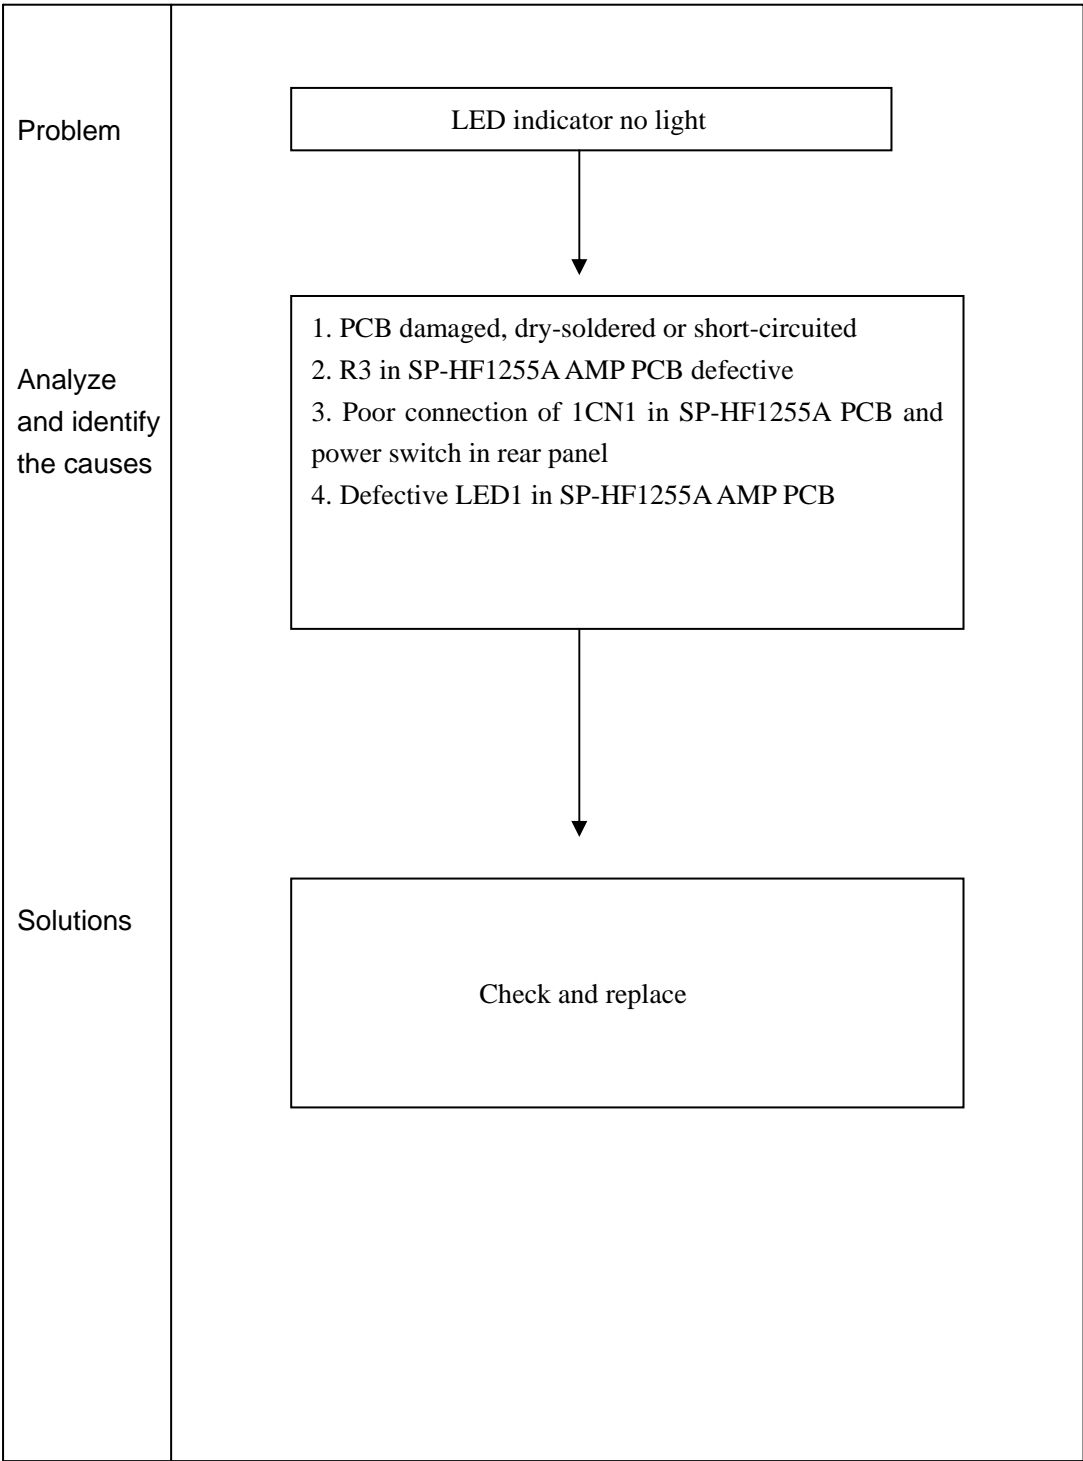 Problem
LED indicator no light
Analyze
and identify
the causes
1. PCB damaged, dry-soldered or short-circuited
2. R3 in SP-HF1255A AMP PCB defective
3. Poor connection of 1CN1 in SP-HF1255A PCB and
power switch in rear panel
4. Defective LED1 in SP-HF1255A AMP PCB
Solutions
Check and replace